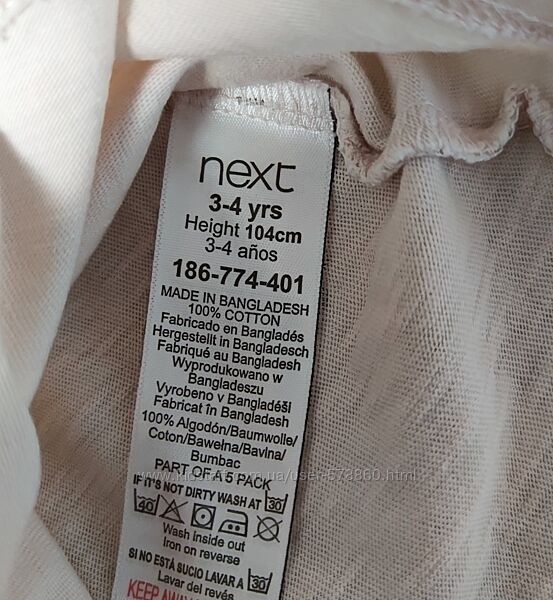 next
3-4 yrs
Height 104cm
3-4 años
186-774-401
MADE IN BANGLADESH
100% COTTON
Fabricado en Bangladés
Hergestellt in Bangladesch
Fabriqué au Bangladesh
Wyprodukowano w
Bangladeszu
Vyrobeno v Bangladéši
Fabricat în Bangladesh
100% Algodón/Baumwolle/
Coton/Bawełna/Bavlna/
Bumbac
PART OF A 5 PACK
IF IT'S NOT DIRTY WASH AT 30
40
Wash inside out
Iron on reverse
SI NO ESTÁ SUCIO LAVAR A 30
Lavar del revés
KEEP AWAY